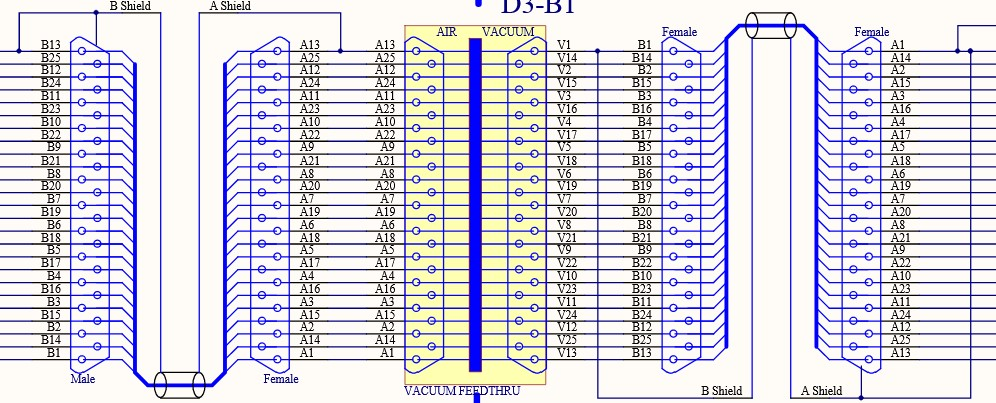 D3-B1
B Shield A Shield
AIR VACUUM Female Female
B13 A13 A13 V1 B1 A1
B25 A25 A25 V14 B14 A14
B12 A12 A12 V2 B2 A2
B24 A24 A24 V15 B15 A15
B11 A11 A11 V3 B3 A3
B23 A23 A23 V16 B16 A16
B10 A10 A10 V4 B4 A4
B22 A22 A22 V17 B17 A17
B9 A9 A9 V5 B5 A5
B21 A21 A21 V18 B18 A18
B8 A8 A8 V6 B6 A6
B20 A20 A20 V19 B19 A19
B7 A7 A7 V7 B7 A7
B19 A19 A19 V20 B20 A20
B6 A6 A6 V8 B8 A8
B18 A18 A18 V21 B21 A21
B5 A5 A5 V9 B9 A9
B17 A17 A17 V22 B22 A22
B4 A4 A4 V10 B10 A10
B16 A16 A16 V23 B23 A23
B3 A3 A3 V11 B11 A11
B15 A15 A15 V24 B24 A24
B2 A2 A2 V12 B12 A12
B14 A14 A14 V25 B25 A25
B1 A1 A1 V13 B13 A13
Male Female
VACUUM FEEDTHRU B Shield A Shield